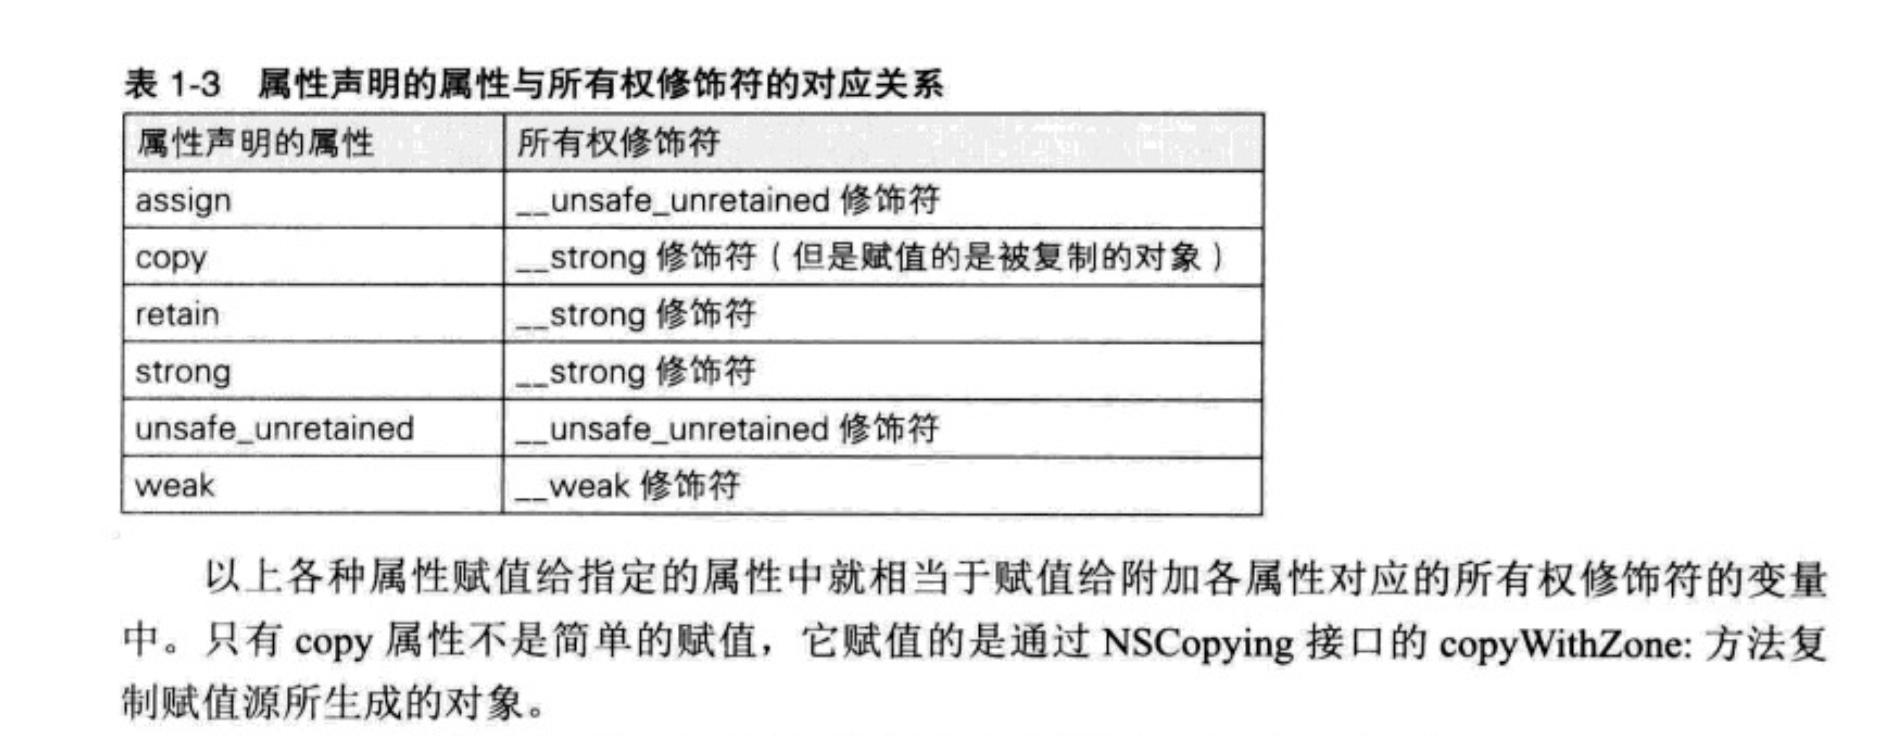 表 1-3 属性声明的属性与所有权修饰符的对应关系
属性声明的属性 所有权修饰符
assign __unsafe_unretained 修饰符
copy __strong 修饰符（但是赋值的是被复制的对象）
retain __strong 修饰符
strong __strong 修饰符
unsafe_unretained __unsafe_unretained 修饰符
weak __weak 修饰符
以上各种属性赋值给指定的属性中就相当于赋值给附加各属性对应的所有权修饰符的变量
中。只有 copy 属性不是简单的赋值，它赋值的是通过 NSCopying 接口的 copyWithZone: 方法复
制赋值源所生成的对象。